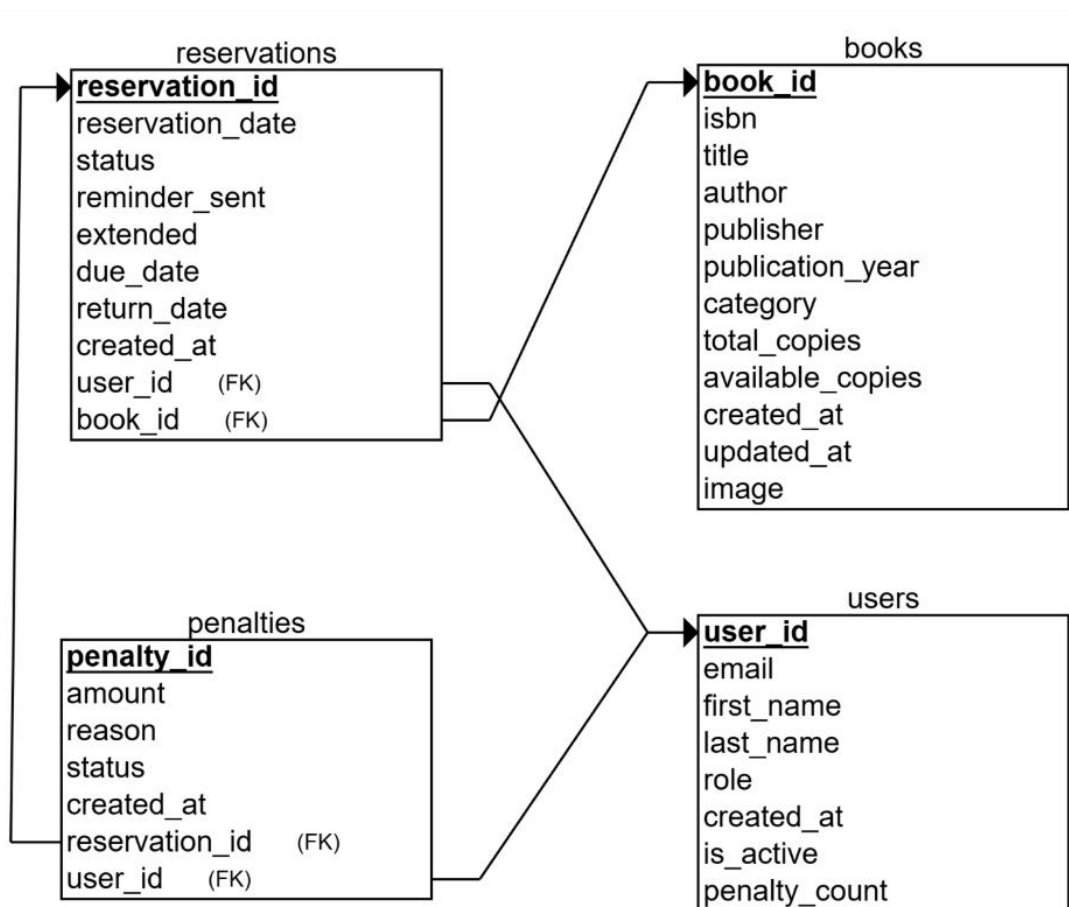 reservations
reservation_id
reservation_date
status
reminder_sent
extended
due_date
return_date
created_at
user_id (FK)
book_id (FK)
books
book_id
isbn
title
author
publisher
publication_year
category
total_copies
available_copies
created_at
updated_at
image
penalties
penalty_id
amount
reason
status
created_at
reservation_id (FK)
user_id (FK)
users
user_id
email
first_name
last_name
role
created_at
is_active
penalty_count